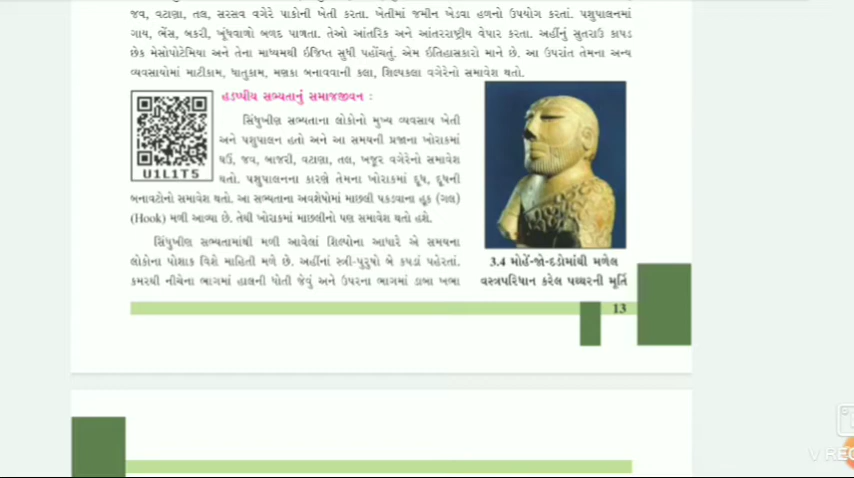 જવ, વટાણા, તલ, સરસવ વગેરે પાકોની ખેતી કરતા. ખેતીમાં જમીન ખેડવા હળનો ઉપયોગ કરતાં. પશુપાલનમાં
ગાય, ભેંસ, બકરી, ખૂંધવાળો બળદ પાળતા. તેઓ આંતરિક અને આંતરરાષ્ટ્રીય વેપાર કરતા. અહીંનું સુતરાઉ કાપડ
છેક મેસોપોટેમિયા અને તેના માધ્યમથી ઇજિપ્ત સુધી પહોંચતું. એમ ઇતિહાસકારો માને છે. આ ઉપરાંત તેમના અન્ય
વ્યવસાયોમાં માટીકામ, ધાતુકામ, મણકા બનાવવાની કલા, શિલ્પકલા વગેરેનો સમાવેશ થતો.
હડપ્પીય સભ્યતાનું સમાજજીવન :
સિંધુખીણ સભ્યતાના લોકોનો મુખ્ય વ્યવસાય ખેતી
અને પશુપાલન હતો અને આ સમયની પ્રજાના ખોરાકમાં
ઘઉં, જવ, બાજરી, વટાણા, તલ, ખજૂર વગેરેનો સમાવેશ
થતો. પશુપાલનના કારણે તેમના ખોરાકમાં દૂધ, દૂધની
બનાવટોનો સમાવેશ થતો. આ સભ્યતાના અવશેષોમાં માછલી પકડવાના હૂક (ગલ)
(Hook) મળી આવ્યા છે. તેથી ખોરાકમાં માછલીનો પણ સમાવેશ થતો હશે.
સિંધુખીણ સભ્યતામાંથી મળી આવેલાં શિલ્પોના આધારે એ સમયના
લોકોના પોશાક વિશે માહિતી મળે છે. અહીંનાં સ્ત્રી-પુરુષો બે કપડાં પહેરતાં.
કમરથી નીચેના ભાગમાં હાલની ધોતી જેવું અને ઉપરના ભાગમાં ડાબા ખભા
U1L1T5
3.4 મોહેં-જો-દડોમાંથી મળેલ
વસ્ત્રપરિધાન કરેલ પથ્થરની મૂર્તિ
13
V REC